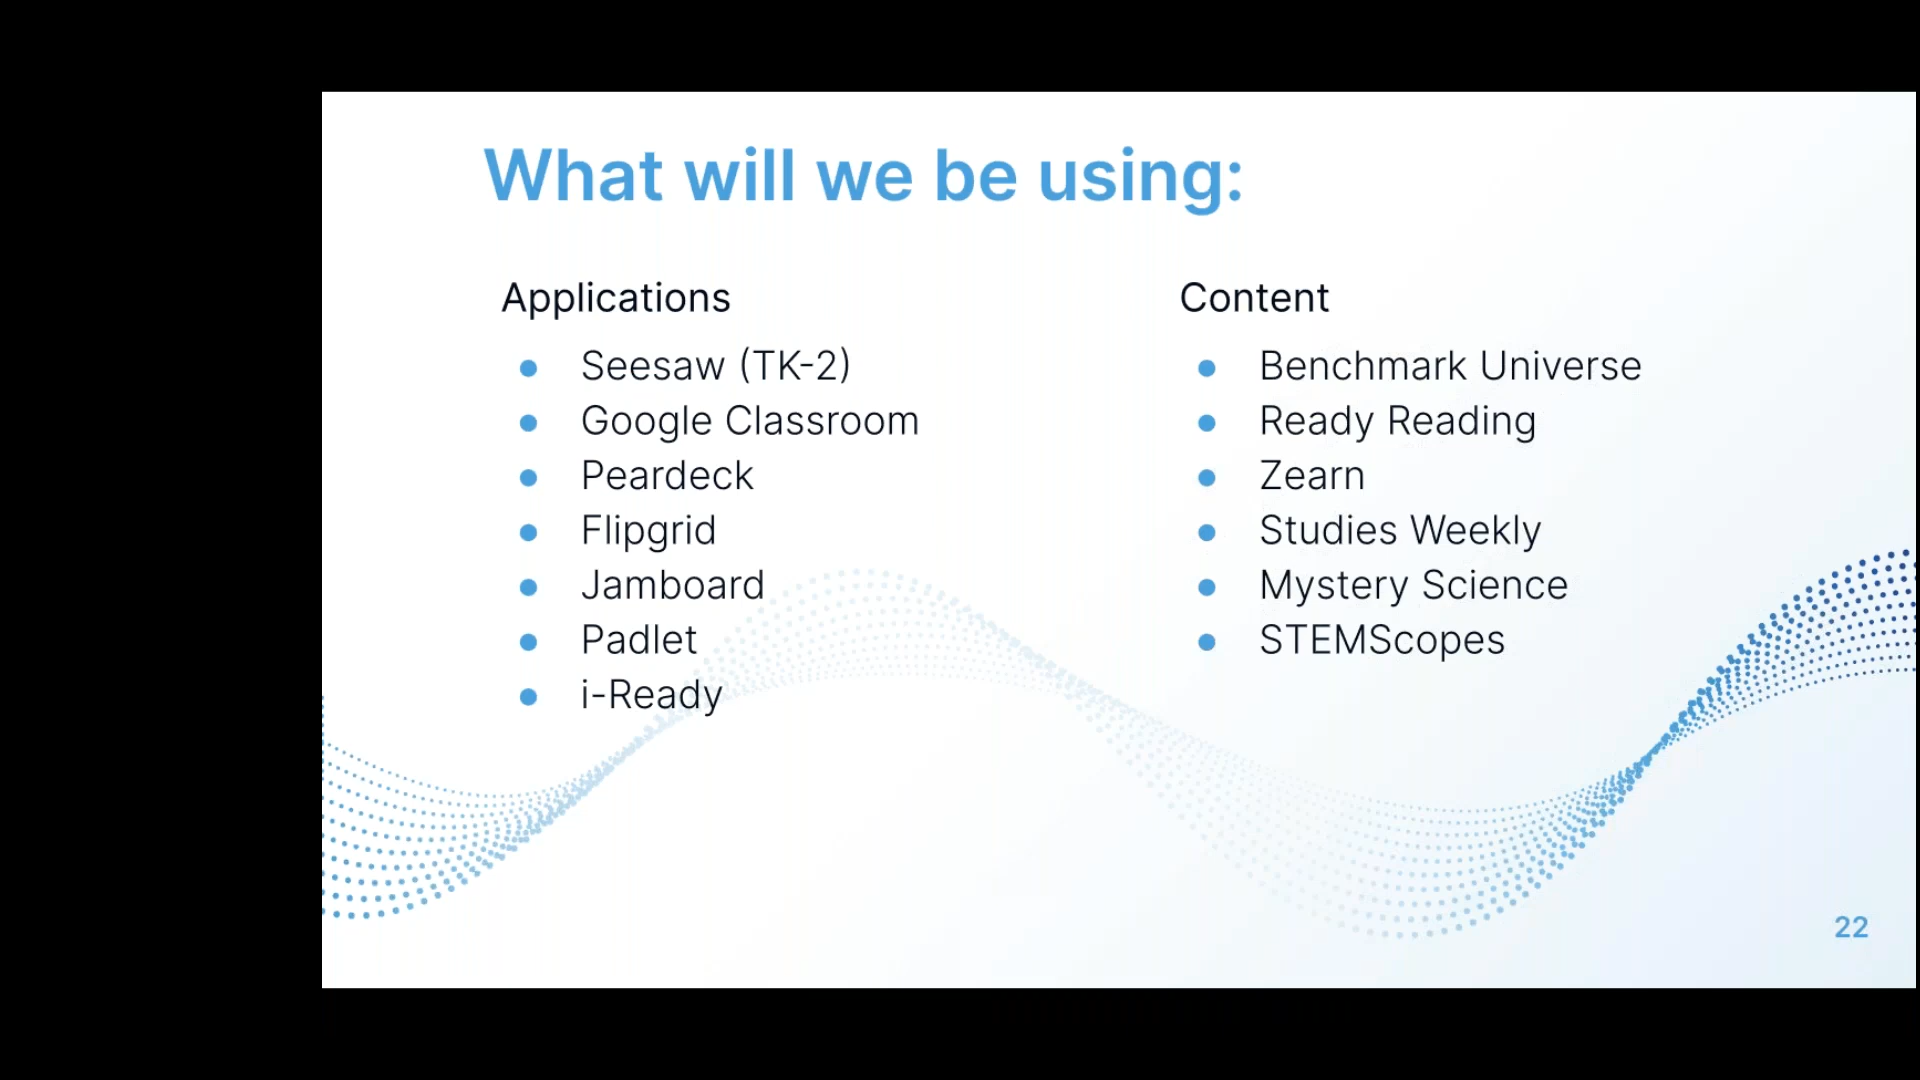 What will we be using:
Applications
Seesaw (TK-2)
Google Classroom
Peardeck
Flipgrid
Jamboard
Padlet
i-Ready
Content
Benchmark Universe
Ready Reading
Zearn
Studies Weekly
Mystery Science
STEMScopes
22